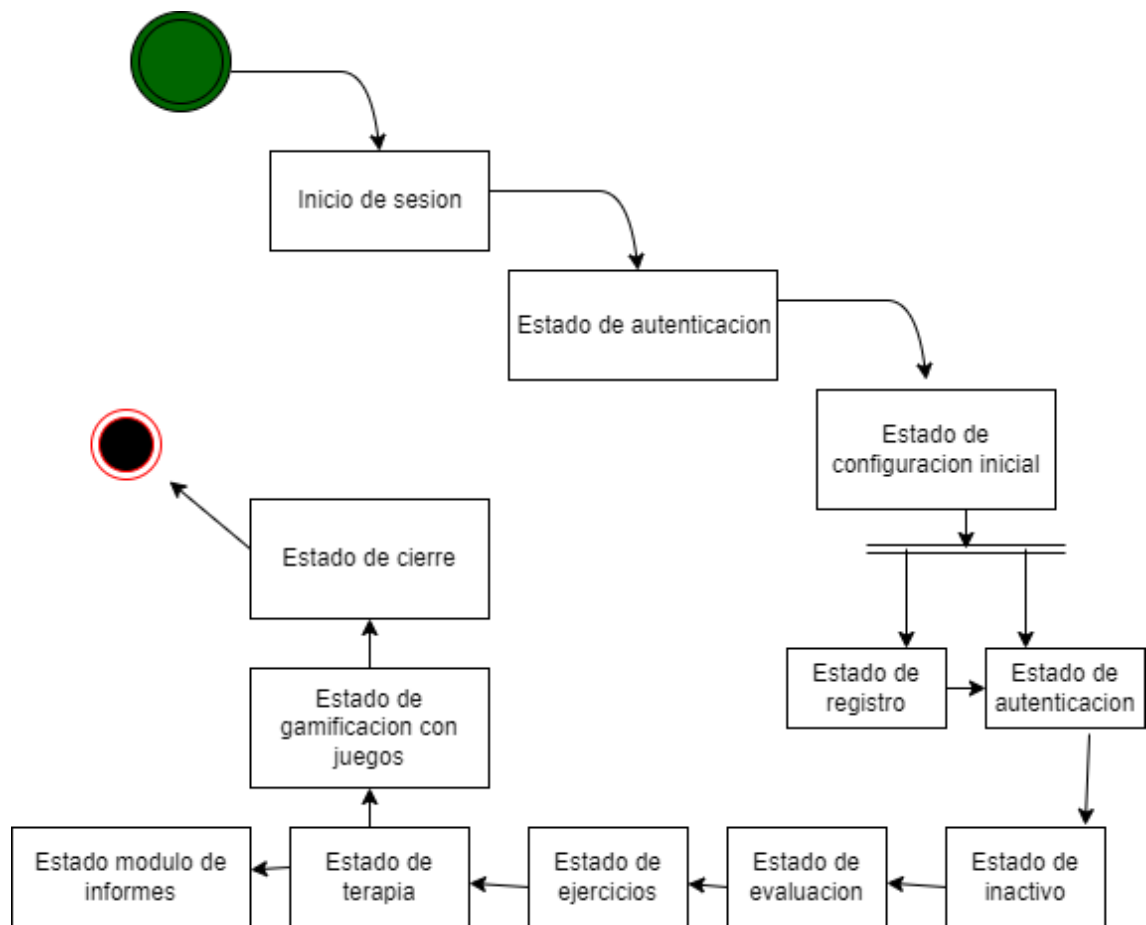 Inicio de sesion
Estado de autenticacion
Estado de
configuracion inicial
Estado de cierre
Estado de
registro
Estado de
autenticacion
Estado de
gamificacion con
juegos
Estado modulo de
informes
Estado de
terapia
Estado de
ejercicios
Estado de
evaluacion
Estado de
inactivo